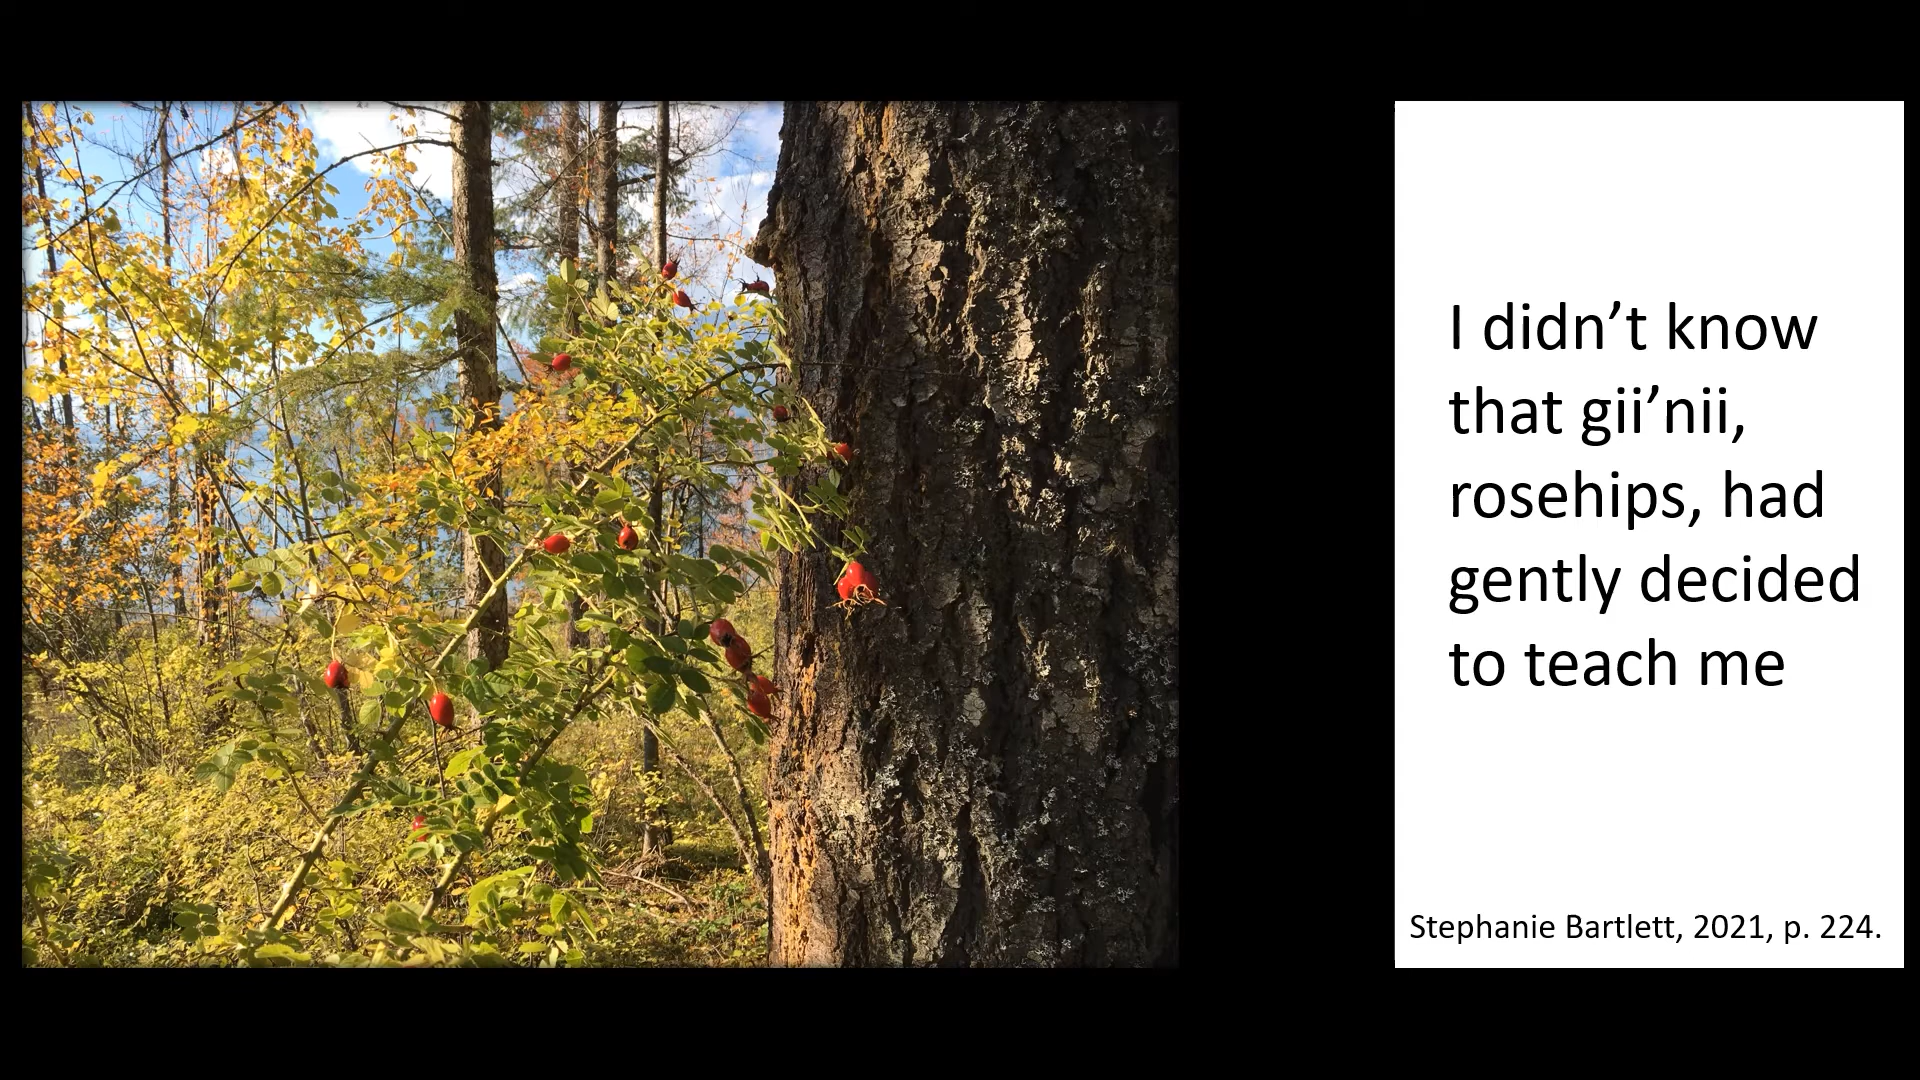 I didn’t know
that gii’nii,
rosehips, had
gently decided
to teach me
Stephanie Bartlett, 2021, p. 224.